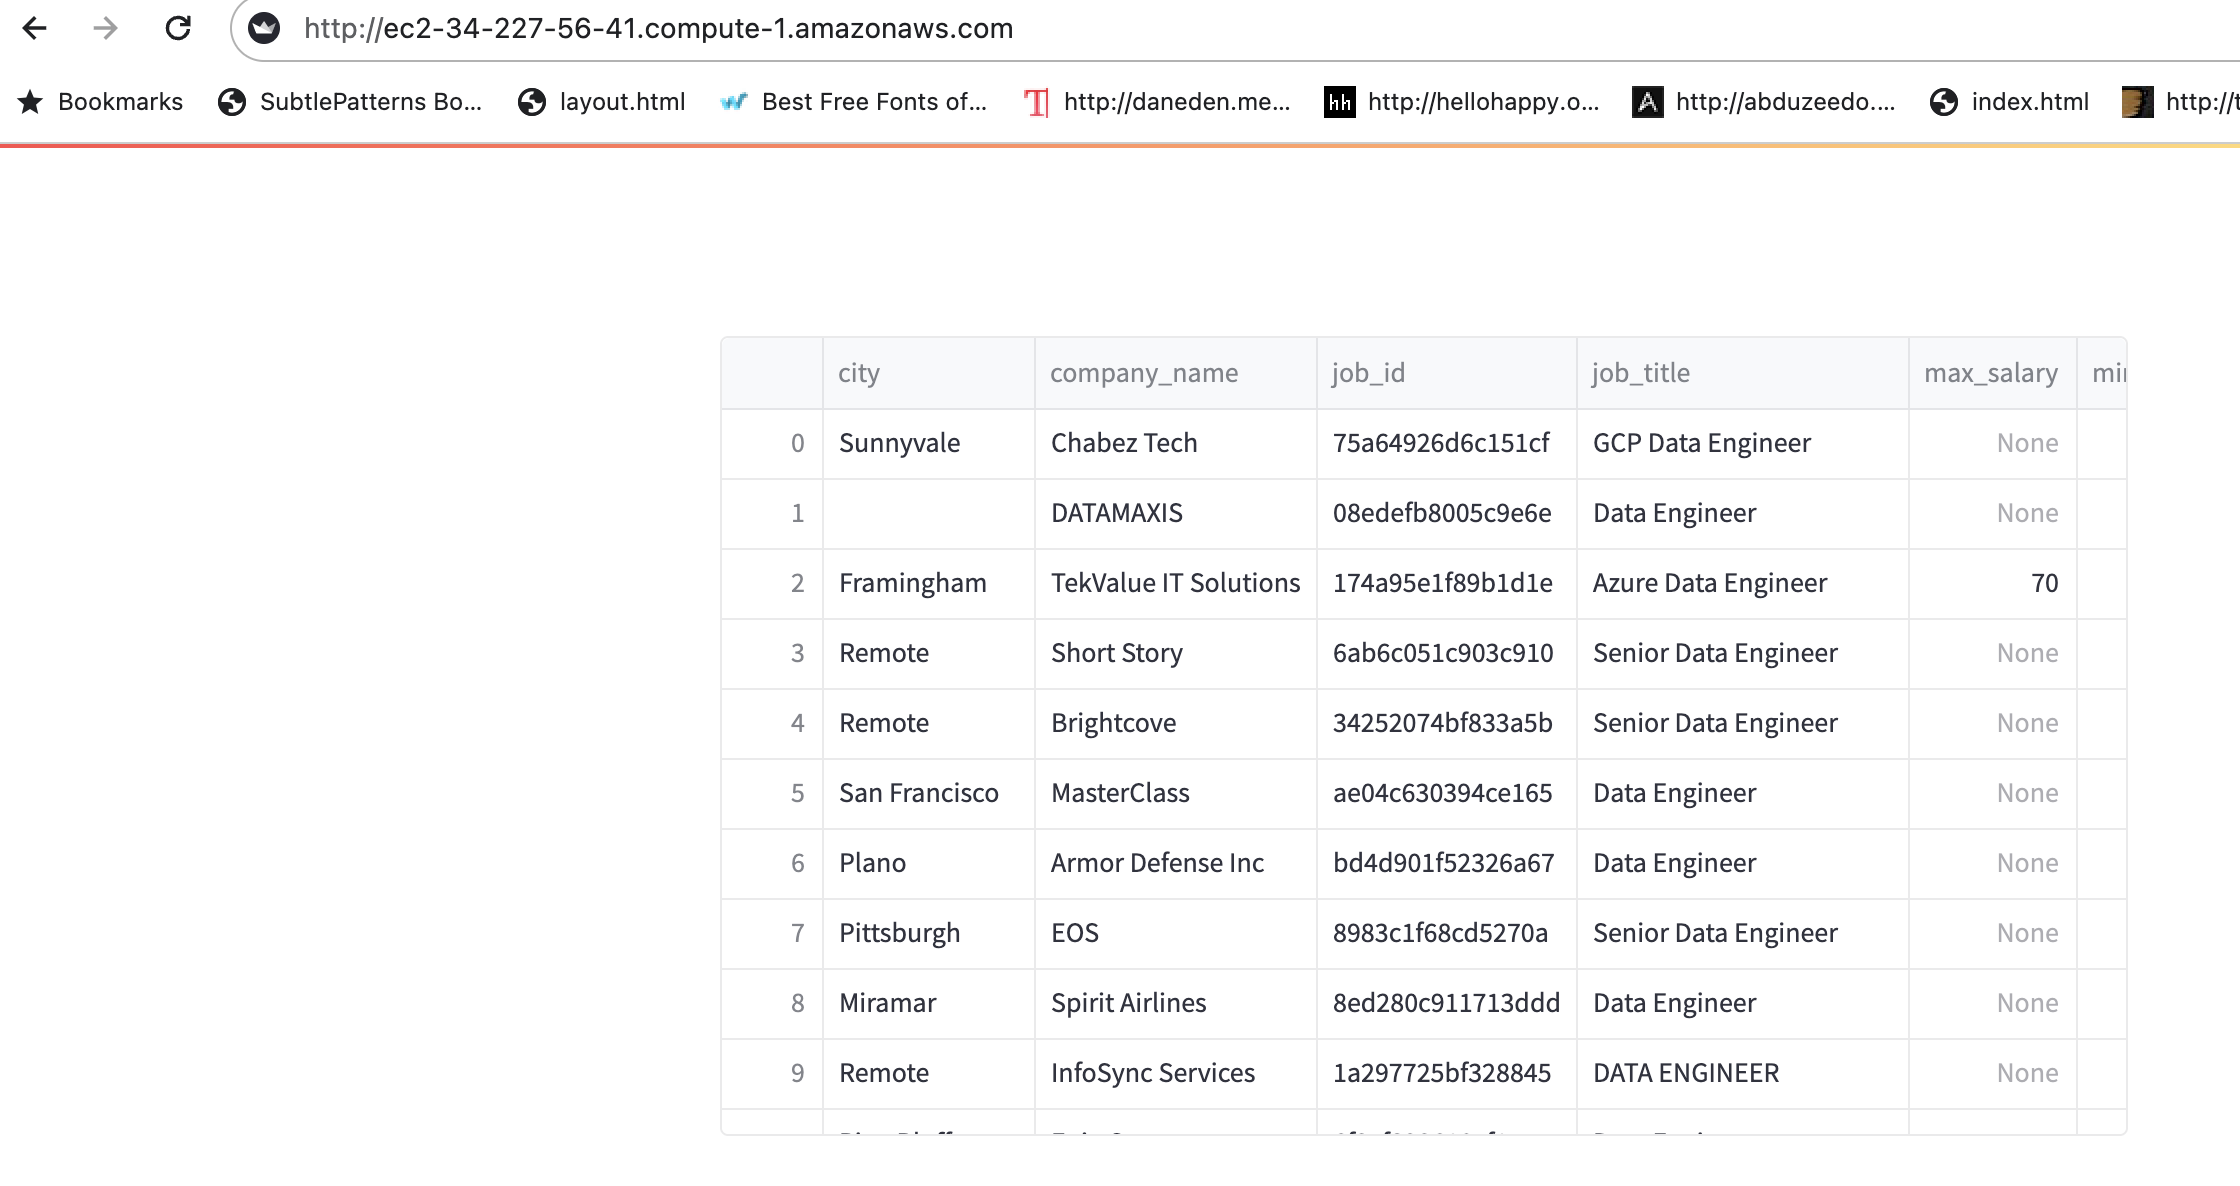 http://ec2-34-227-56-41.compute-1.amazonaws.com
Bookmarks SubtlePatterns Bo... layout.html Best Free Fonts of... http://daneden.me... hh http://hellohappy.o... A http://abduzeedo.... index.html http://t
city company_name job_id job_title max_salary min
0 Sunnyvale Chabez Tech 75a64926d6c151cf GCP Data Engineer None
1 DATAMAXIS 08edefb8005c9e6e Data Engineer None
2 Framingham TekValue IT Solutions 174a95e1f89b1d1e Azure Data Engineer 70
3 Remote Short Story 6ab6c051c903c910 Senior Data Engineer None
4 Remote Brightcove 34252074bf833a5b Senior Data Engineer None
5 San Francisco MasterClass ae04c630394ce165 Data Engineer None
6 Plano Armor Defense Inc bd4d901f52326a67 Data Engineer None
7 Pittsburgh EOS 8983c1f68cd5270a Senior Data Engineer None
8 Miramar Spirit Airlines 8ed280c911713ddd Data Engineer None
9 Remote InfoSync Services 1a297725bf328845 DATA ENGINEER None